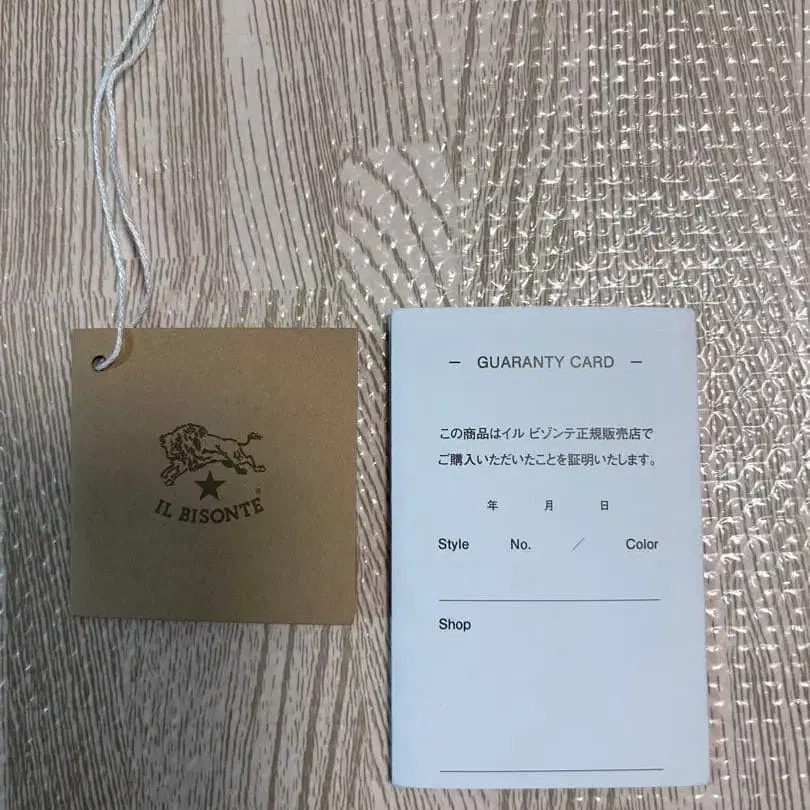 IL BISONTE®
— GUARANTY CARD —
この商品はイル ビゾンテ正規販売店で
ご購入いただいたことを証明いたします。
年 月 日
Style No. ／ Color
Shop